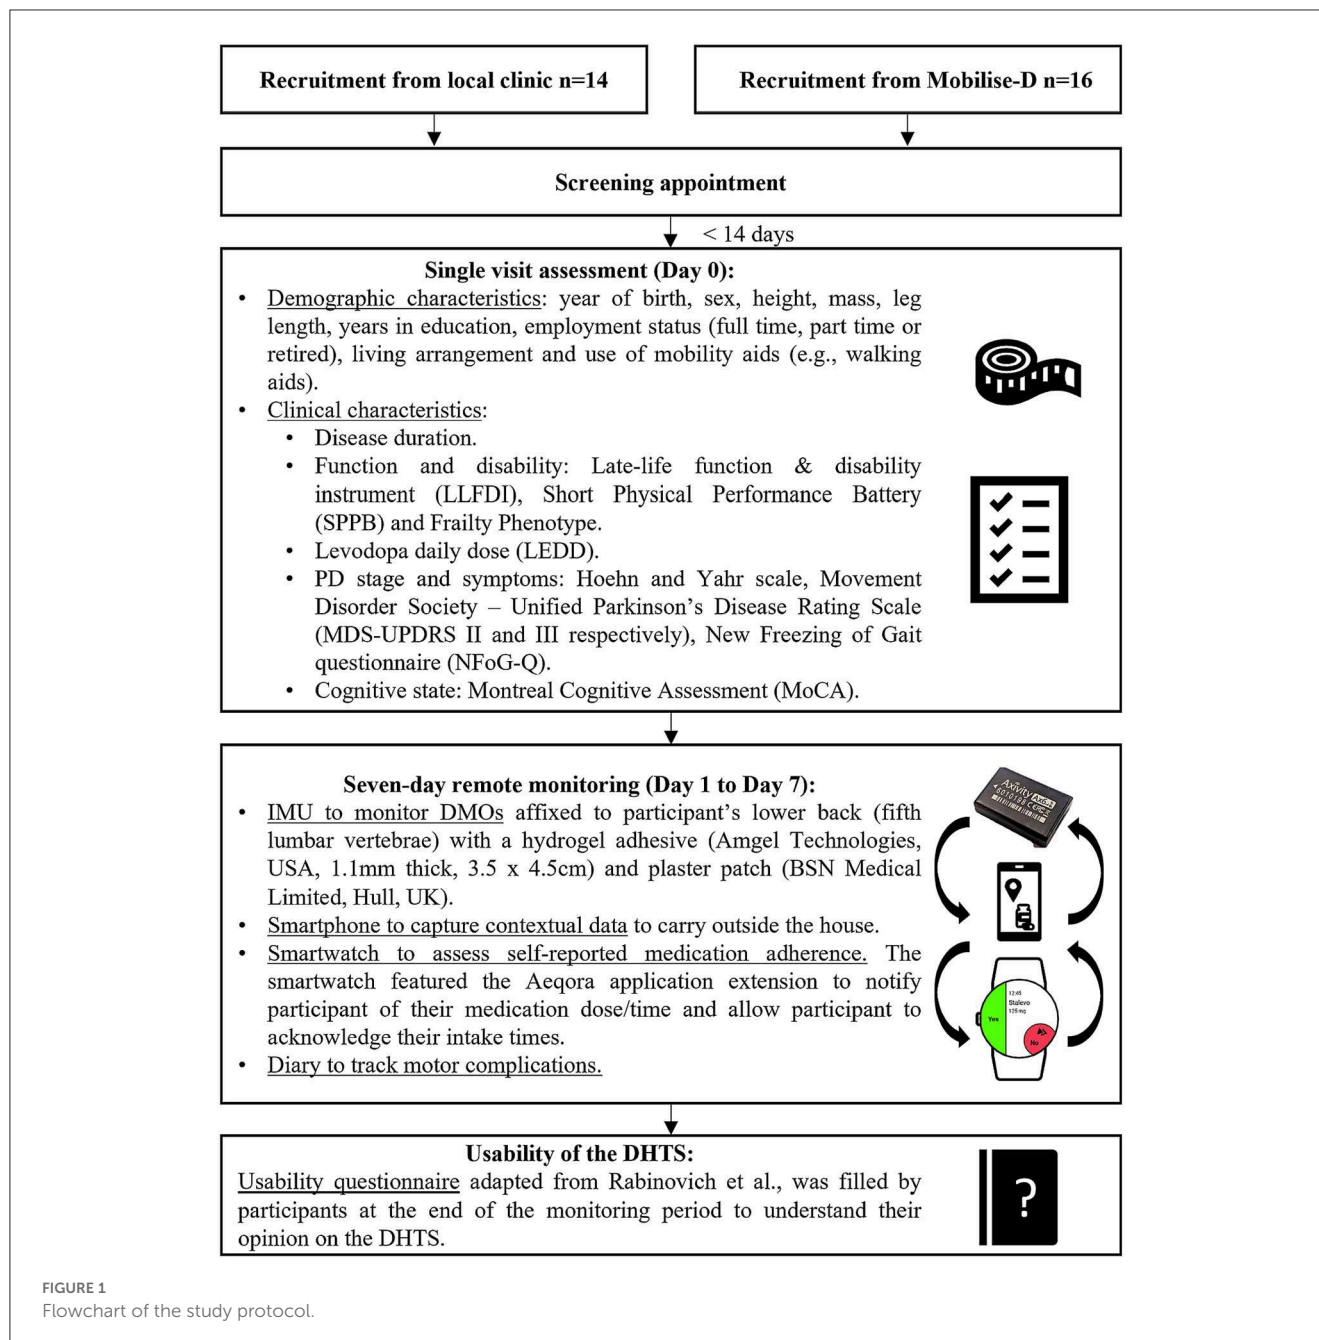 Recruitment from local clinic n=14
Recruitment from Mobilise-D n=16
Screening appointment
< 14 days
Single visit assessment (Day 0):
• Demographic characteristics: year of birth, sex, height, mass, leg
length, years in education, employment status (full time, part time or
retired), living arrangement and use of mobility aids (e.g., walking
aids).
• Clinical characteristics:
• Disease duration.
• Function and disability: Late-life function & disability
instrument (LLFDI), Short Physical Performance Battery
(SPPB) and Frailty Phenotype.
• Levodopa daily dose (LEDD).
• PD stage and symptoms: Hoehn and Yahr scale, Movement
Disorder Society – Unified Parkinson's Disease Rating Scale
(MDS-UPDRS II and III respectively), New Freezing of Gait
questionnaire (NFoG-Q).
• Cognitive state: Montreal Cognitive Assessment (MoCA).
Seven-day remote monitoring (Day 1 to Day 7):
• IMU to monitor DMOs affixed to participant's lower back (fifth
lumbar vertebrae) with a hydrogel adhesive (Amgel Technologies,
USA, 1.1mm thick, 3.5 x 4.5cm) and plaster patch (BSN Medical
Limited, Hull, UK).
• Smartphone to capture contextual data to carry outside the house.
• Smartwatch to assess self-reported medication adherence. The
smartwatch featured the Aeqora application extension to notify
participant of their medication dose/time and allow participant to
acknowledge their intake times.
• Diary to track motor complications.
Axivity
12:45
Stalevo
125mg
Yes
No
Usability of the DHTS:
Usability questionnaire adapted from Rabinovich et al., was filled by
participants at the end of the monitoring period to understand their
opinion on the DHTS.
?
FIGURE 1
Flowchart of the study protocol.